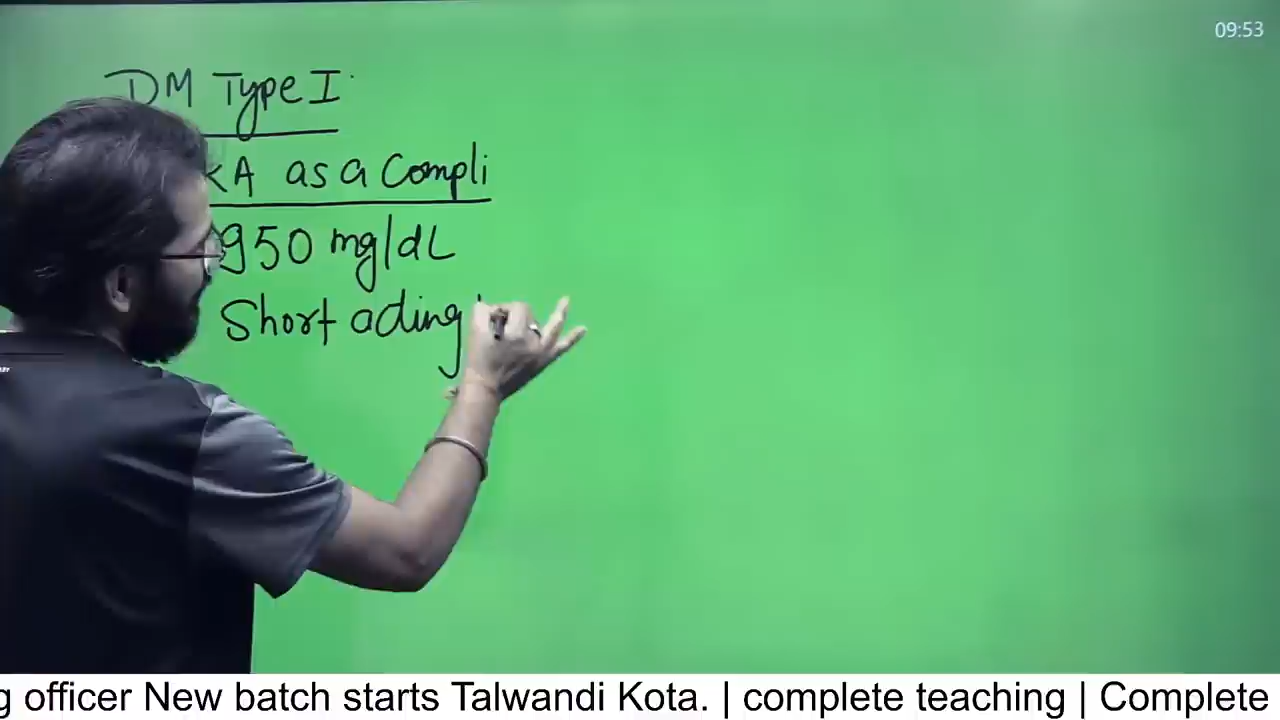 09:53
DM Type I
KA as a Compli
950 mg/dL
Short acting
g officer New batch starts Talwandi Kota. | complete teaching | Complete